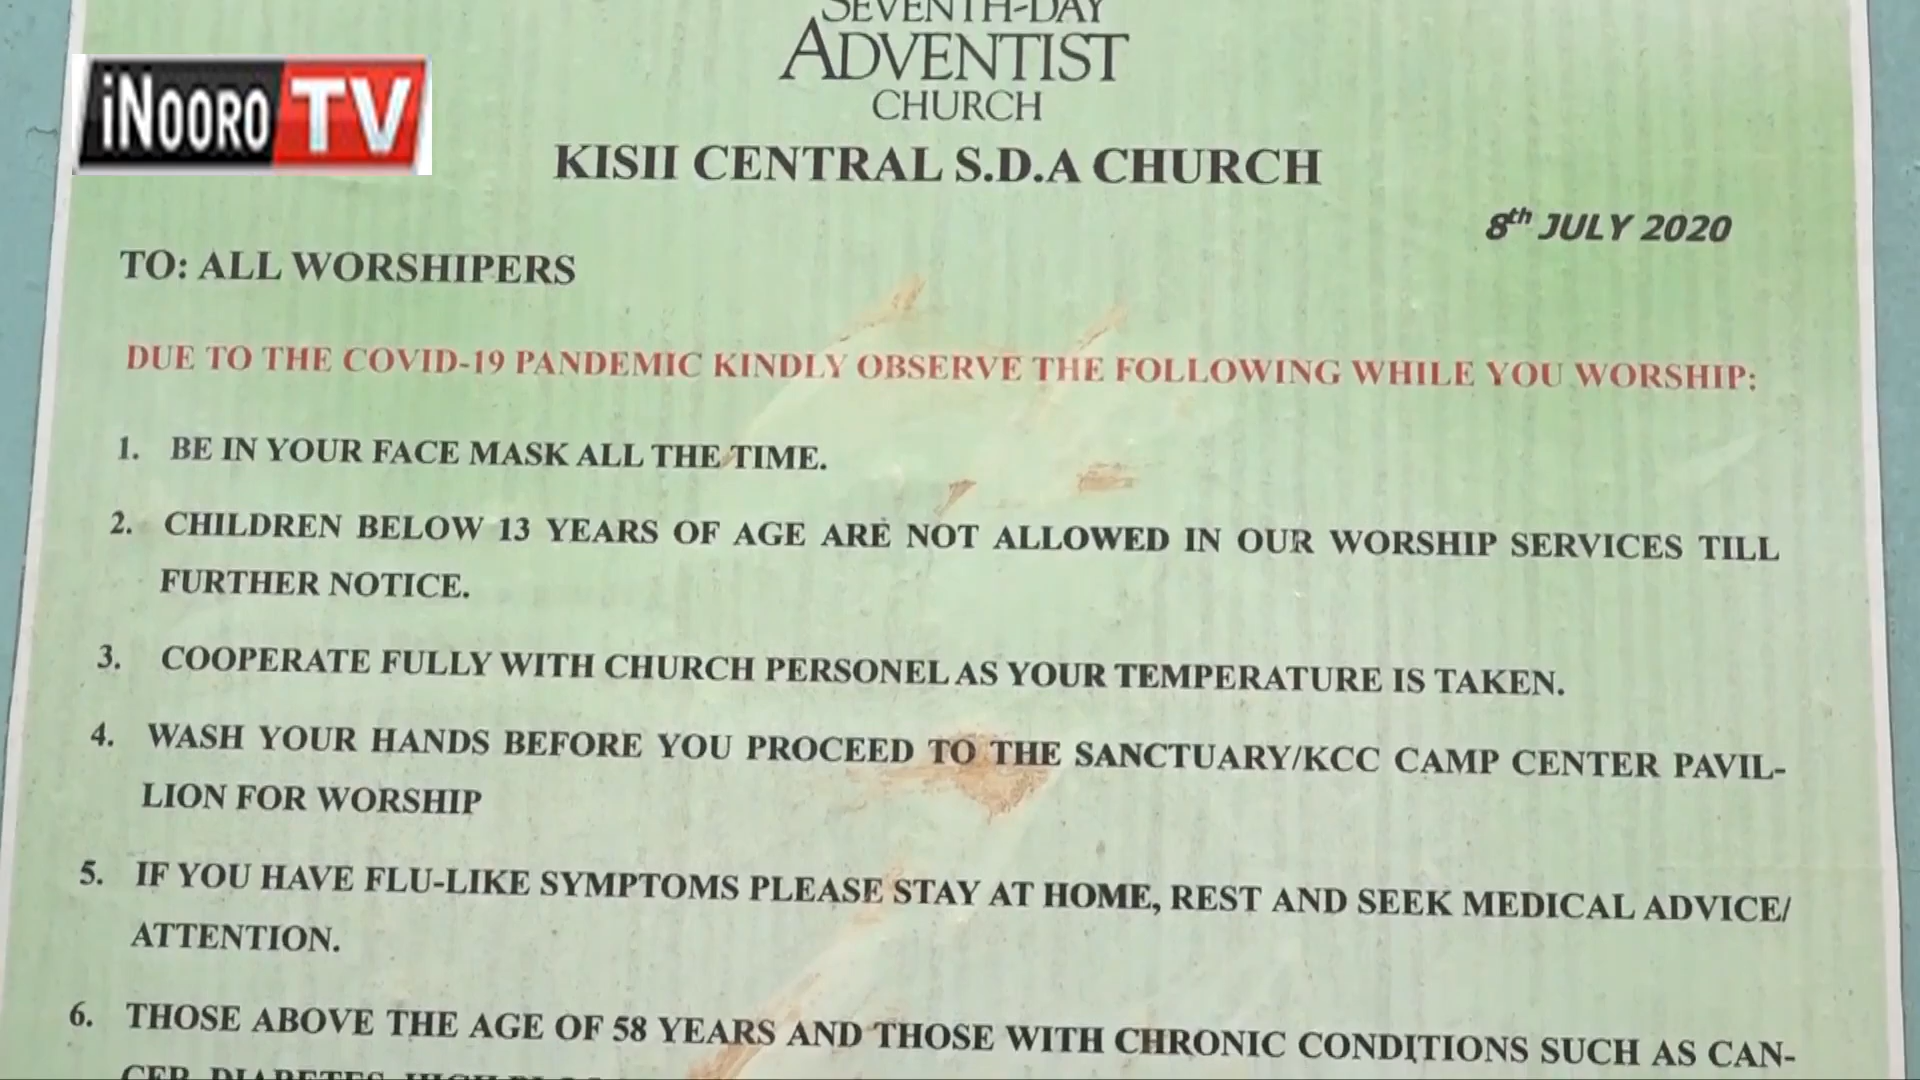 SEVENTH-DAY
ADVENTIST
CHURCH
iNOORO TV
KISII CENTRAL S.D.A CHURCH
8th JULY 2020
TO: ALL WORSHIPERS
DUE TO THE COVID-19 PANDEMIC KINDLY OBSERVE THE FOLLOWING WHILE YOU WORSHIP:
1. BE IN YOUR FACE MASK ALL THE TIME.
2. CHILDREN BELOW 13 YEARS OF AGE ARE NOT ALLOWED IN OUR WORSHIP SERVICES TILL
FURTHER NOTICE.
3. COOPERATE FULLY WITH CHURCH PERSONEL AS YOUR TEMPERATURE IS TAKEN.
4. WASH YOUR HANDS BEFORE YOU PROCEED TO THE SANCTUARY/KCC CAMP CENTER PAVIL-
LION FOR WORSHIP
5. IF YOU HAVE FLU-LIKE SYMPTOMS PLEASE STAY AT HOME, REST AND SEEK MEDICAL ADVICE/
ATTENTION.
6. THOSE ABOVE THE AGE OF 58 YEARS AND THOSE WITH CHRONIC CONDITIONS SUCH AS CAN-
CER, DIABETES, HIGH